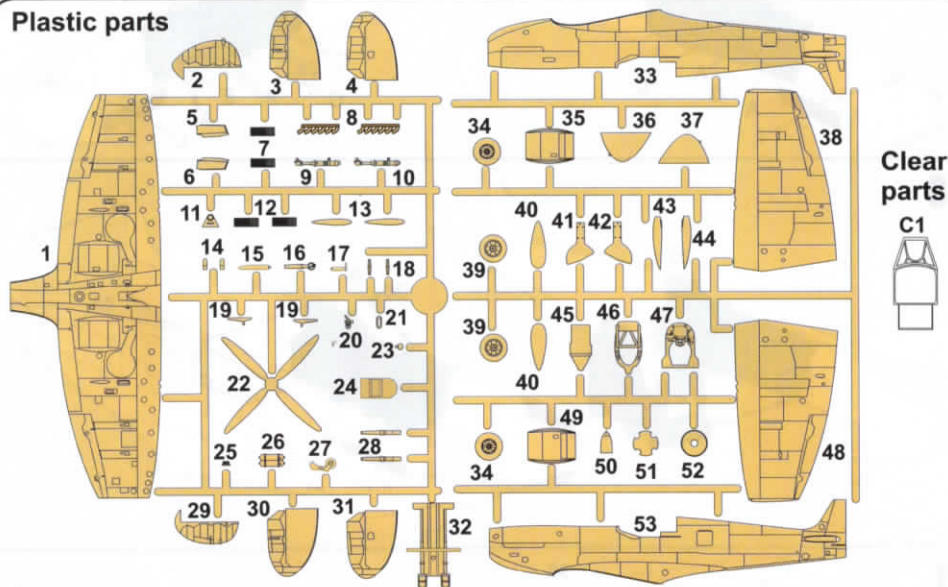 Plastic parts
2 3 4 33
5 7 8 34 35 36 37 38
6 9 10
Clear
parts
C1
11 12 13 40 41 42 43 44
1 14 15 16 17 18 39
19 19 20 21 39 45 46 47
22 23 24 40
25 26 27 28 34 49 50 51 52 48
29 30 31 32 53